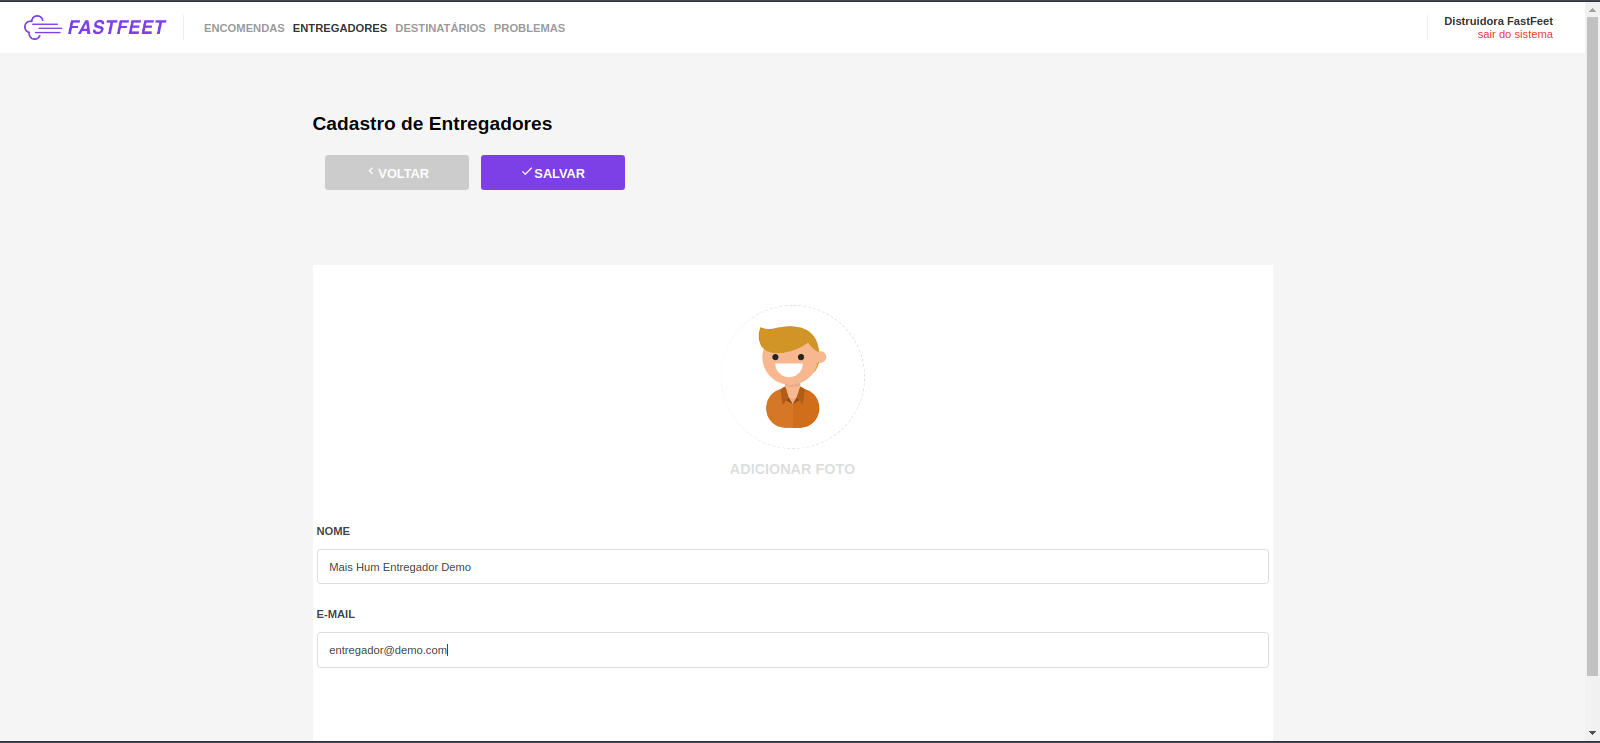 FASTFEET
ENCOMENDAS ENTREGADORES DESTINATÁRIOS PROBLEMAS
Distruidora FastFeet
sair do sistema
Cadastro de Entregadores
VOLTAR
SALVAR
ADICIONAR FOTO
NOME
Mais Hum Entregador Demo
E-MAIL
entregador@demo.com